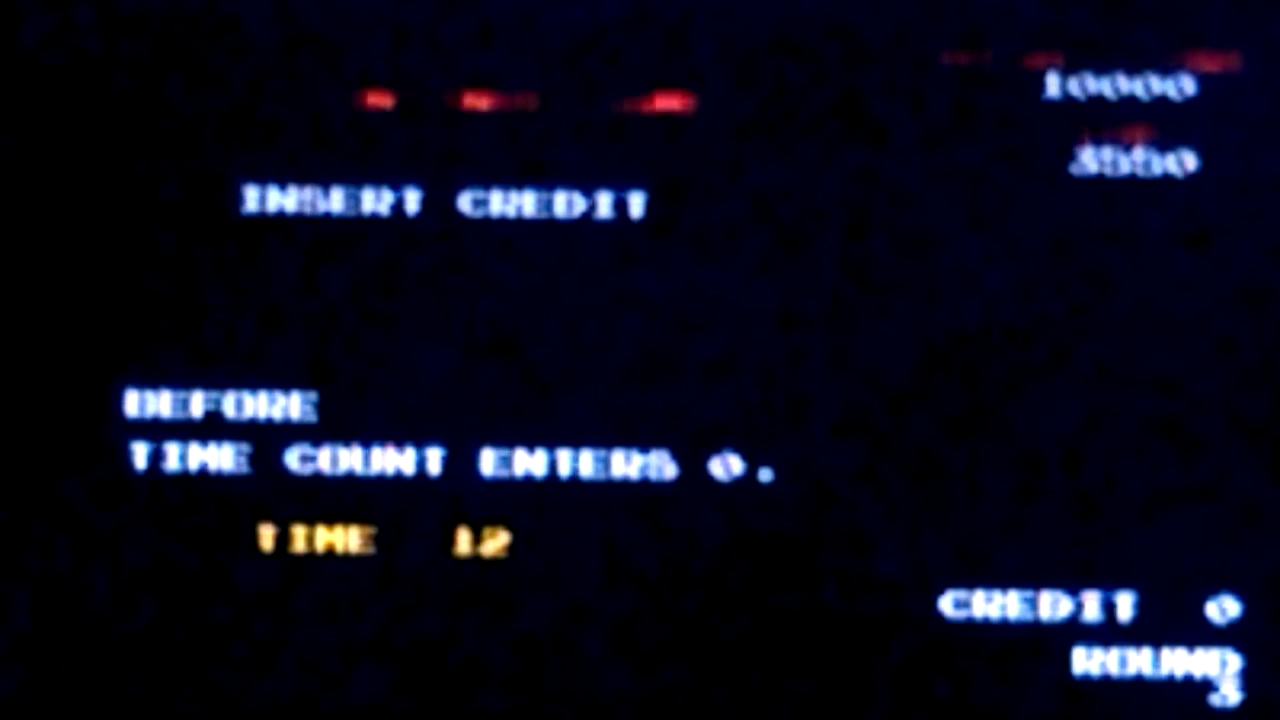 10000
3550
INSERT CREDIT
BEFORE
TIME COUNT ENTERS 0.
TIME 12
CREDIT 0
ROUND
3